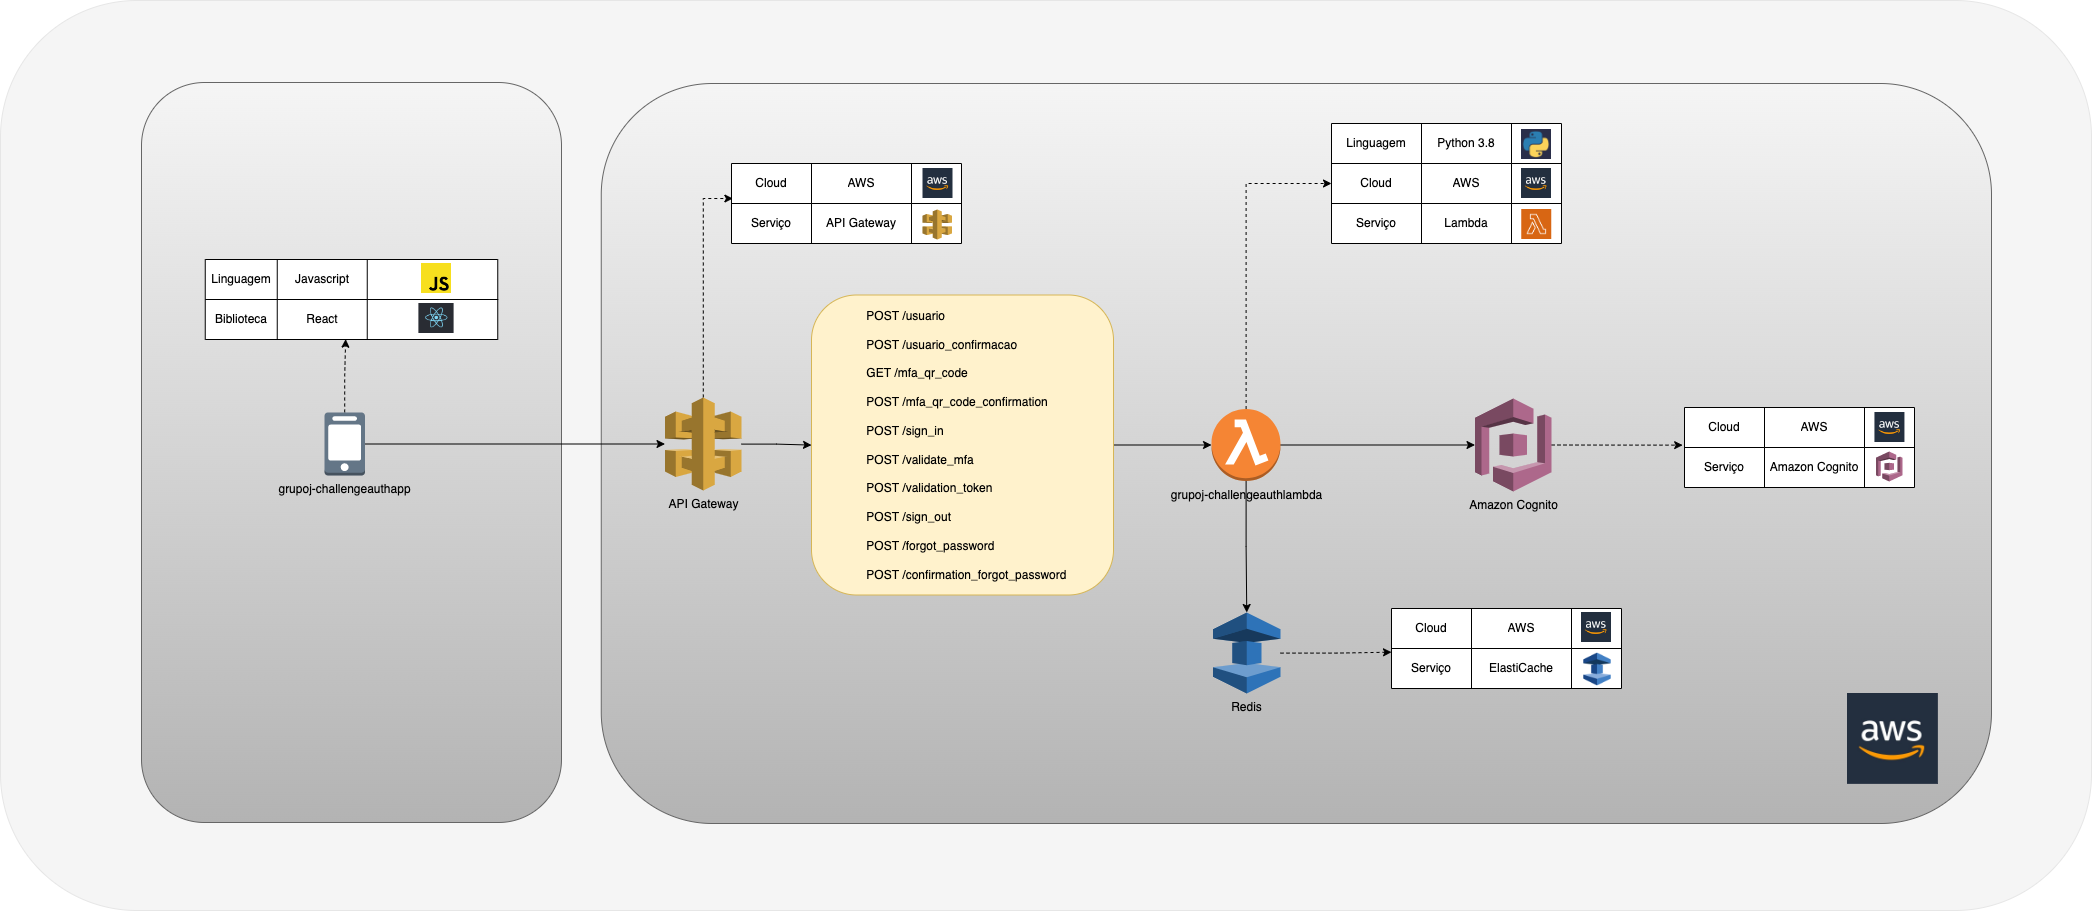 Linguagem Javascript JS
Biblioteca React
grupoj-challengeauthapp
Cloud AWS aws
Serviço API Gateway
API Gateway
POST /usuario
POST /usuario_confirmacao
GET /mfa_qr_code
POST /mfa_qr_code_confirmation
POST /sign_in
POST /validate_mfa
POST /validation_token
POST /sign_out
POST /forgot_password
POST /confirmation_forgot_password
Linguagem Python 3.8
Cloud AWS aws
Serviço Lambda
grupoj-challengeauthlambda
Amazon Cognito
Cloud AWS aws
Serviço Amazon Cognito
Redis
Cloud AWS aws
Serviço ElastiCache
aws